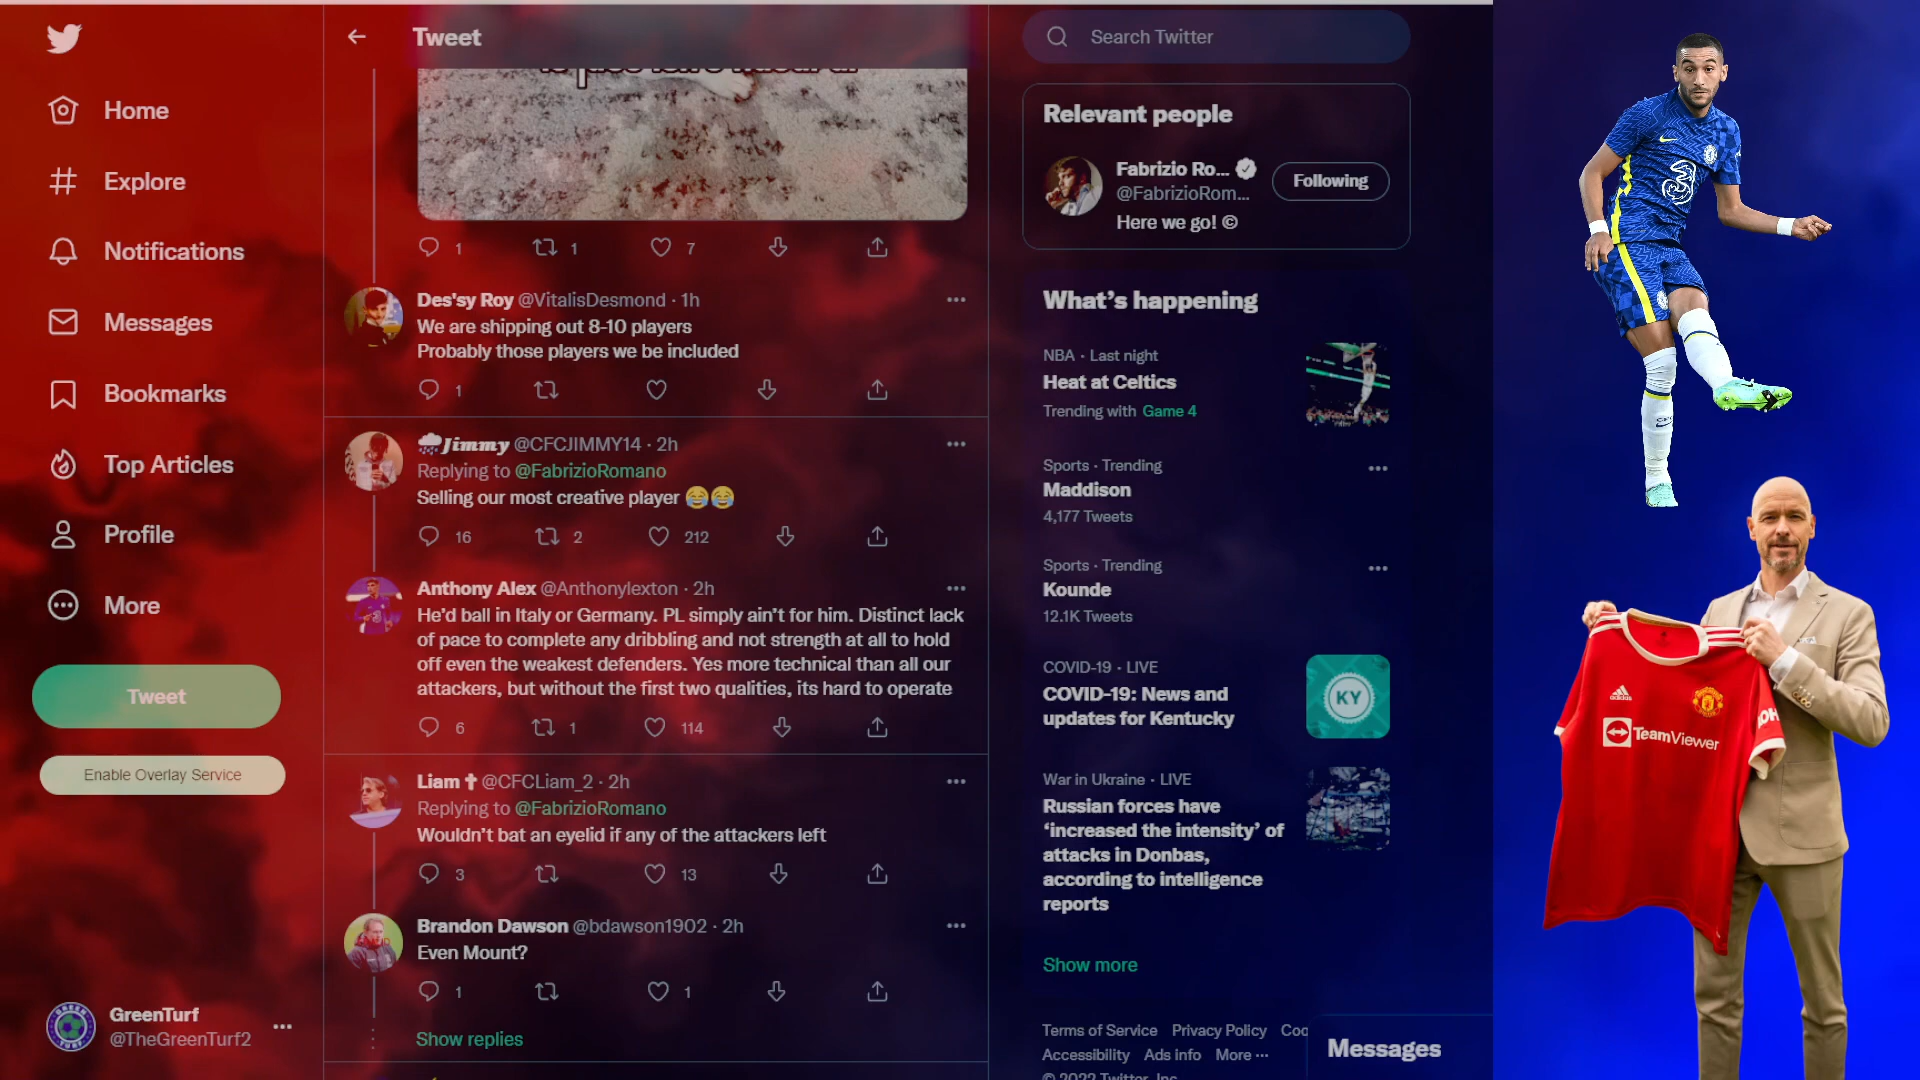 Home
Explore
Notifications
Messages
Bookmarks
Top Articles
Profile
More
Tweet
Enable Overlay Service
GreenTurf
@TheGreenTurf2
Tweet
1 1 7
Des'sy Roy @VitalisDesmond · 1h
We are shipping out 8-10 players
Probably those players we be included
1
Jimmy @CFCJIMMY14 · 2h
Replying to @FabrizioRomano
Selling our most creative player 😂😂
16 2 212
Anthony Alex @Anthonylexton · 2h
He'd ball in Italy or Germany. PL simply ain't for him. Distinct lack
of pace to complete any dribbling and not strength at all to hold
off even the weakest defenders. Yes more technical than all our
attackers, but without the first two qualities, its hard to operate
6 1 114
Liam ✝ @CFCLiam_2 · 2h
Replying to @FabrizioRomano
Wouldn't bat an eyelid if any of the attackers left
3 13
Brandon Dawson @bdawson1902 · 2h
Even Mount?
1 1
Show replies
Search Twitter
Relevant people
Fabrizio Ro...
@FabrizioRom...
Here we go! ©
Following
What's happening
NBA · Last night
Heat at Celtics
Trending with Game 4
Sports · Trending
Maddison
4,177 Tweets
Sports · Trending
Kounde
12.1K Tweets
COVID-19 · LIVE
COVID-19: News and
updates for Kentucky
KY
War in Ukraine · LIVE
Russian forces have
'increased the intensity' of
attacks in Donbas,
according to intelligence
reports
Show more
Terms of Service Privacy Policy Coo
Accessibility Ads info More ···
© 2022 Twitter, Inc.
Messages
3
adidas
TeamViewer